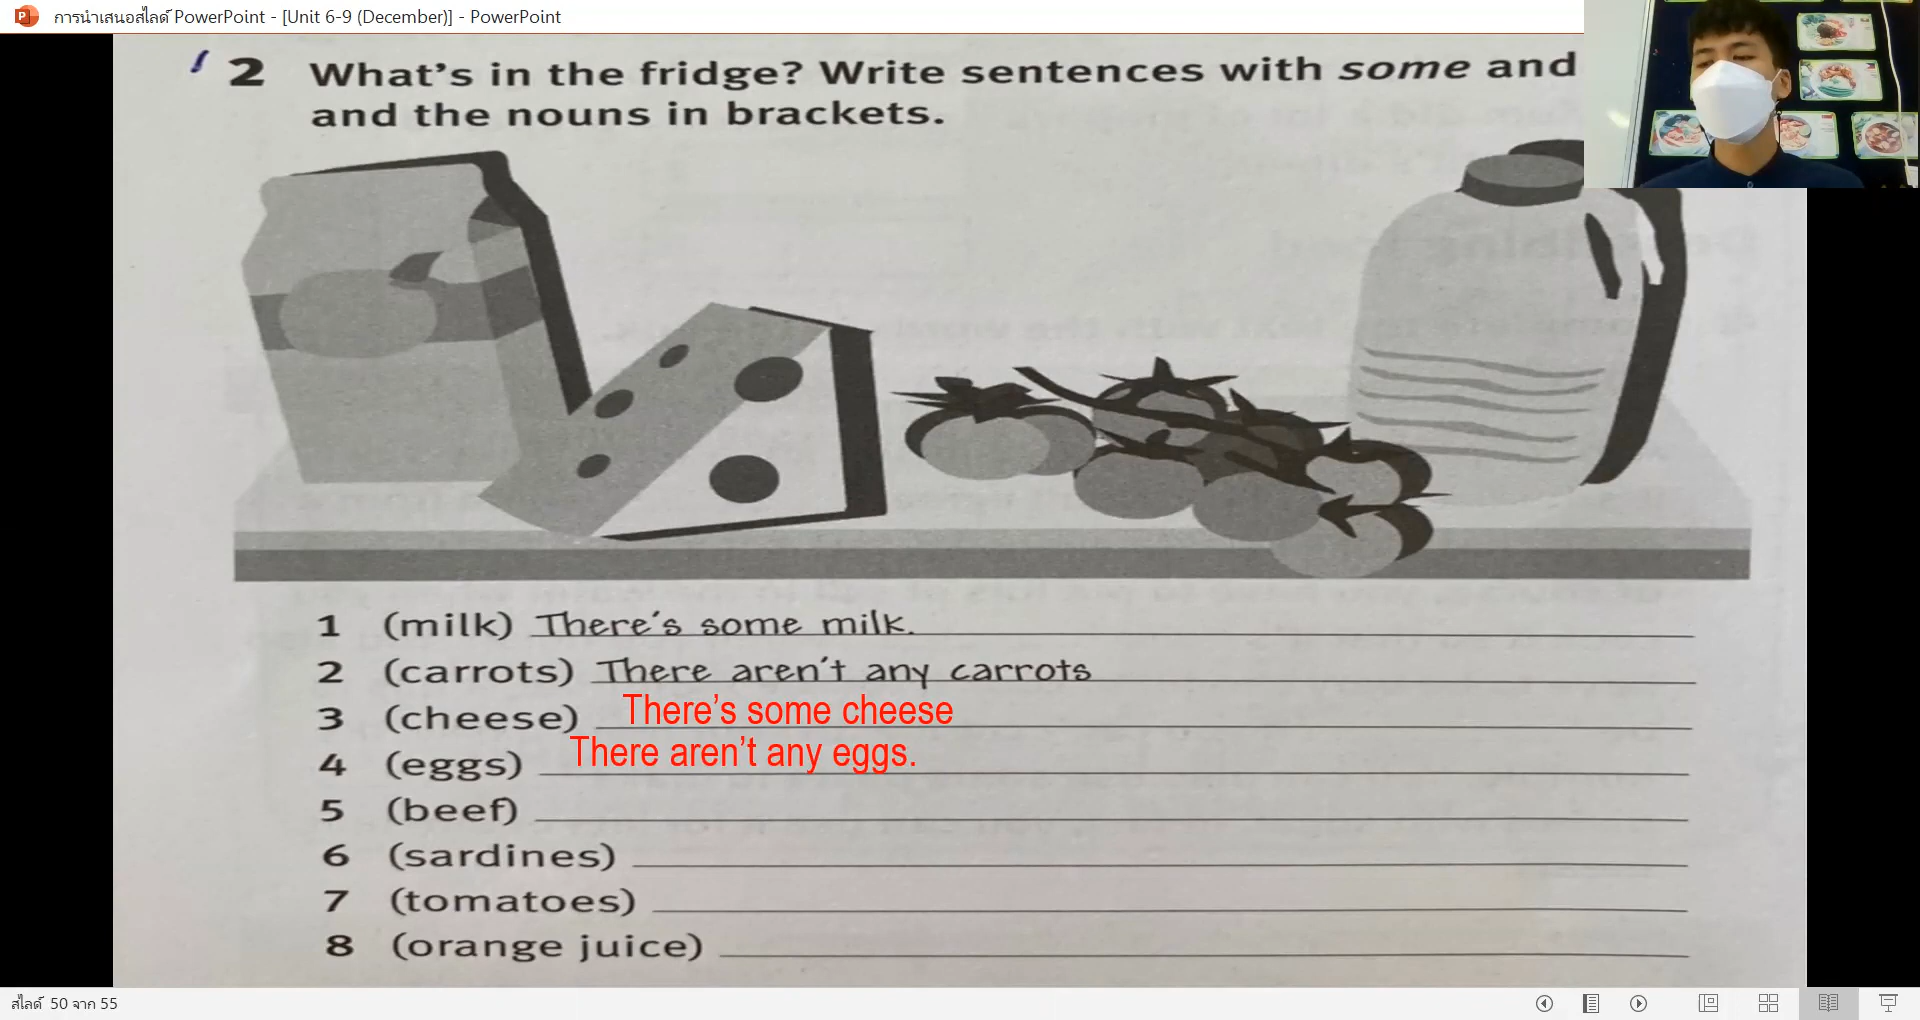 การนำเสนอสไลด์ PowerPoint - [Unit 6-9 (December)] - PowerPoint
2 What's in the fridge? Write sentences with some and
and the nouns in brackets.
1 (milk) There's some milk.
2 (carrots) There aren't any carrots
3 (cheese) There's some cheese
4 (eggs) There aren't any eggs.
5 (beef)
6 (sardines)
7 (tomatoes)
8 (orange juice)
สไลด์ 50 จาก 55